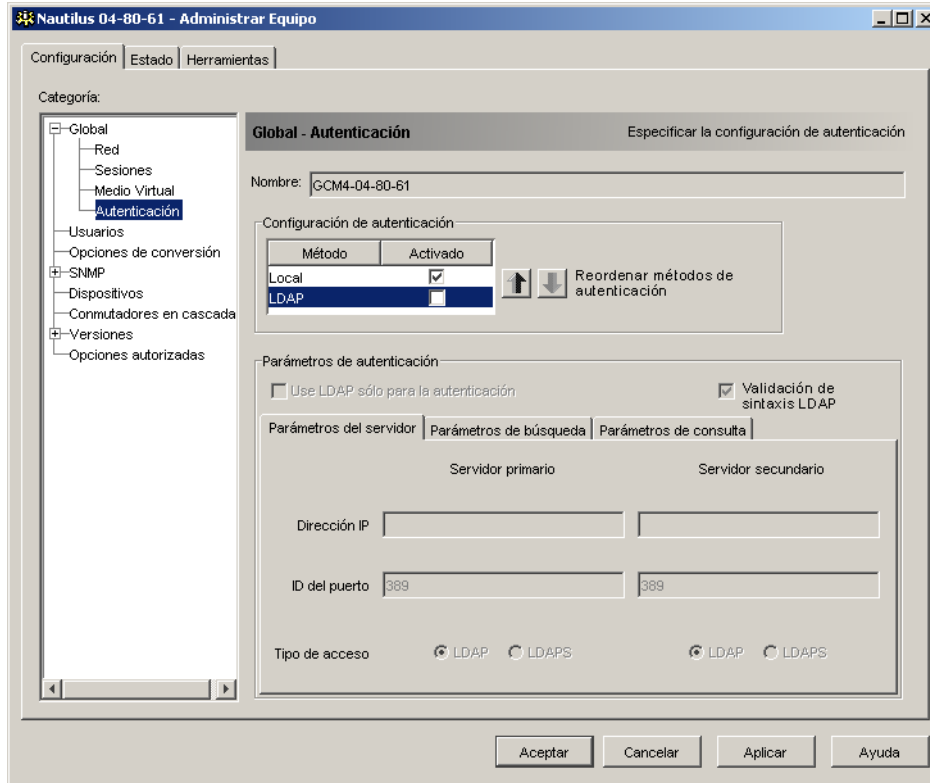 Nautilus 04-80-61 - Administrar Equipo
Configuración
Estado
Herramientas
Categoría:
Global
Red
Sesiones
Medio Virtual
Autenticación
Usuarios
Opciones de conversión
SNMP
Dispositivos
Conmutadores en cascada
Versiones
Opciones autorizadas
Global - Autenticación
Especificar la configuración de autenticación
Nombre: GCM4-04-80-61
Configuración de autenticación
Método Activado
Local
LDAP
Reordenar métodos de
autenticación
Parámetros de autenticación
Use LDAP sólo para la autenticación
Validación de
sintaxis LDAP
Parámetros del servidor
Parámetros de búsqueda
Parámetros de consulta
Servidor primario
Servidor secundario
Dirección IP
ID del puerto 389 389
Tipo de acceso LDAP LDAPS LDAP LDAPS
Aceptar
Cancelar
Aplicar
Ayuda